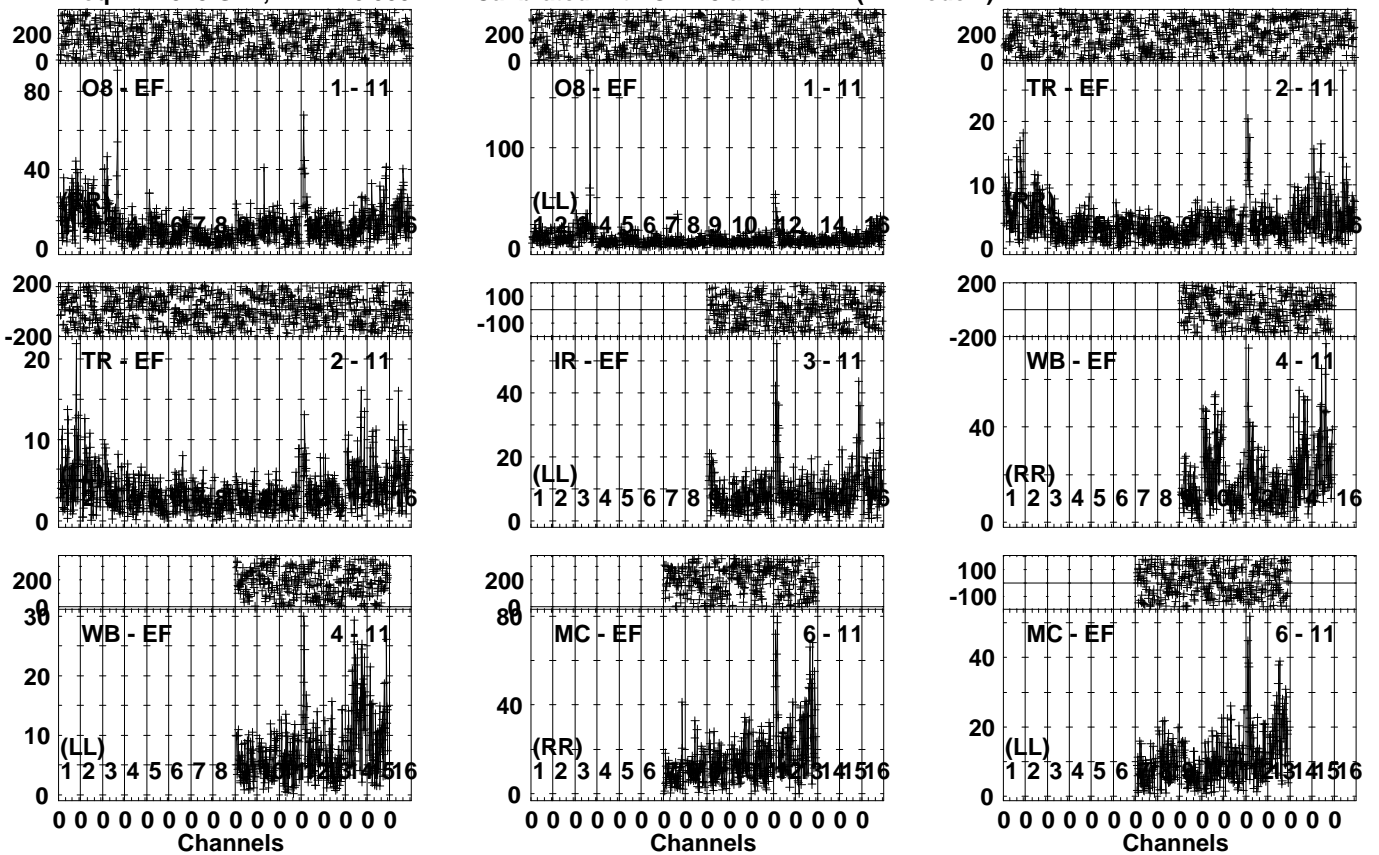 200
0
80
40
0
O8 - EF 1 - 11
200
0
100
0
O8 - EF 1 - 11
(LL)
1 2 3 4 5 6 7 8 9 10 12 14 16
200
0
20
10
0
TR - EF 2 - 11
200
-200
20
10
0
TR - EF 2 - 11
100
-100
40
20
0
IR - EF 3 - 11
(LL)
1 2 3 4 5 6 7 8
200
-200
40
0
WB - EF 4 - 11
(RR)
1 2 3 4 5 6 7 8
16
200
0
30
20
10
0
WB - EF 4 - 11
(LL)
1 2 3 4 5 6 7 8
16
200
0
80
40
0
MC - EF 6 - 11
(RR)
1 2 3 4 5 6
15 16
100
-100
40
20
0
MC - EF 6 - 11
(LL)
1 2 3 4 5 6
14 15 16
0 0 0 0 0 0 0 0 0 0 0 0 0 0 0 0
Channels
0 0 0 0 0 0 0 0 0 0 0 0 0 0 0 0
Channels
0 0 0 0 0 0 0 0 0 0 0 0 0 0 0 0
Channels